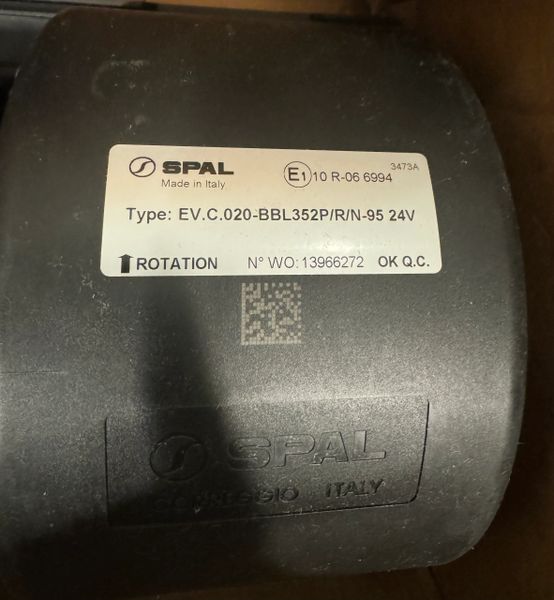 SPAL
Made in Italy
E1 10 R-06 6994
3473A
Type: EV.C.020-BBL352P/R/N-95 24V
ROTATION N° WO: 13966272 OK Q.C.
SPAL
CORREGGIO ITALY